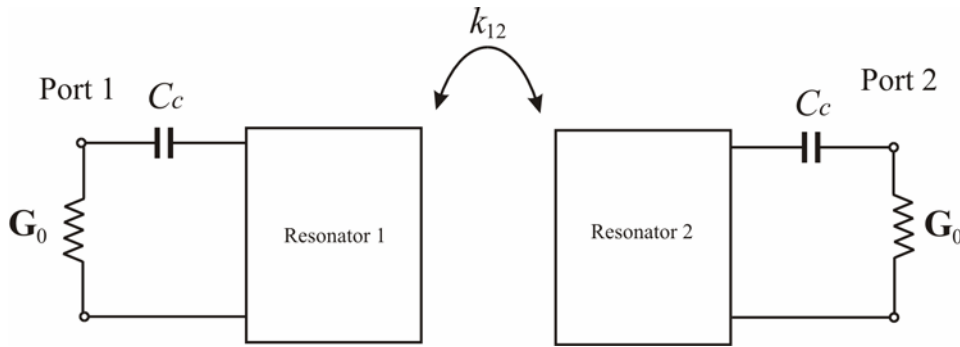 k12
Port 1
Port 2
Cc
Cc
G0
Resonator 1
Resonator 2
G0